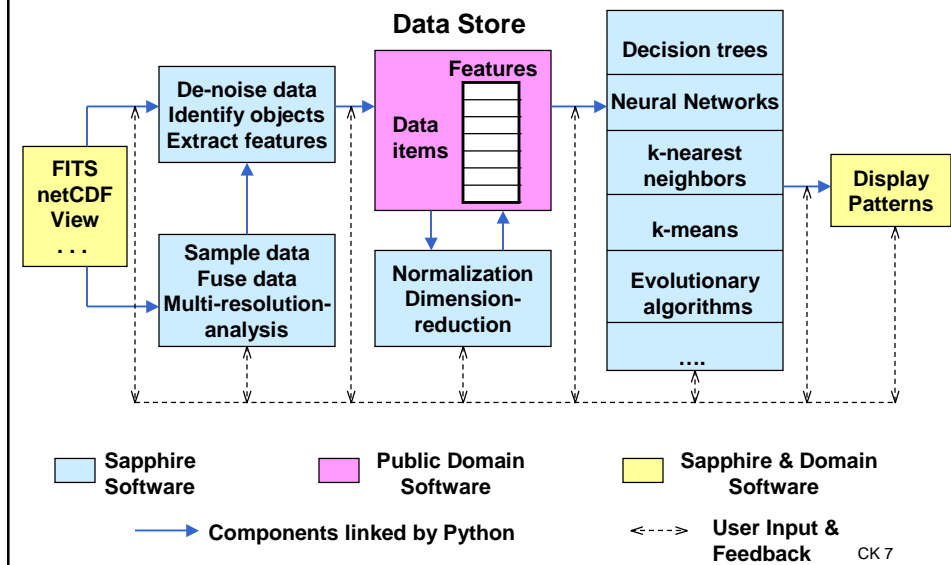 Data Store
De-noise data
Identify objects
Extract features
Features
Data
items
Decision trees
Neural Networks
k-nearest
neighbors
k-means
Evolutionary
algorithms
....
FITS
netCDF
View
. . .
Sample data
Fuse data
Multi-resolution-
analysis
Normalization
Dimension-
reduction
Display
Patterns
Sapphire
Software
Public Domain
Software
Sapphire & Domain
Software
Components linked by Python
User Input &
Feedback
CK 7